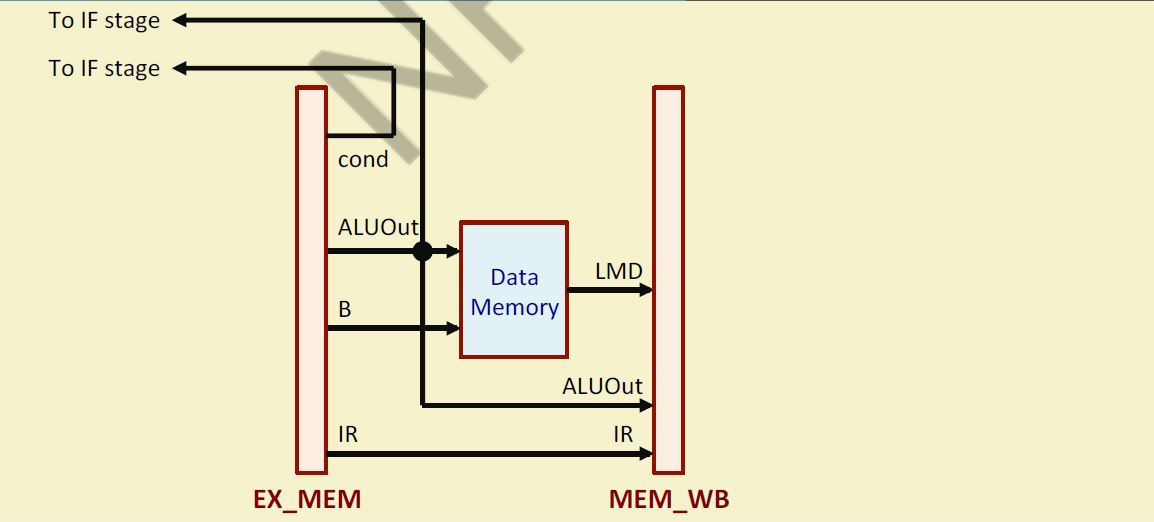 To IF stage
To IF stage
cond
ALUOut
Data
Memory
LMD
B
ALUOut
IR
IR
EX_MEM
MEM_WB